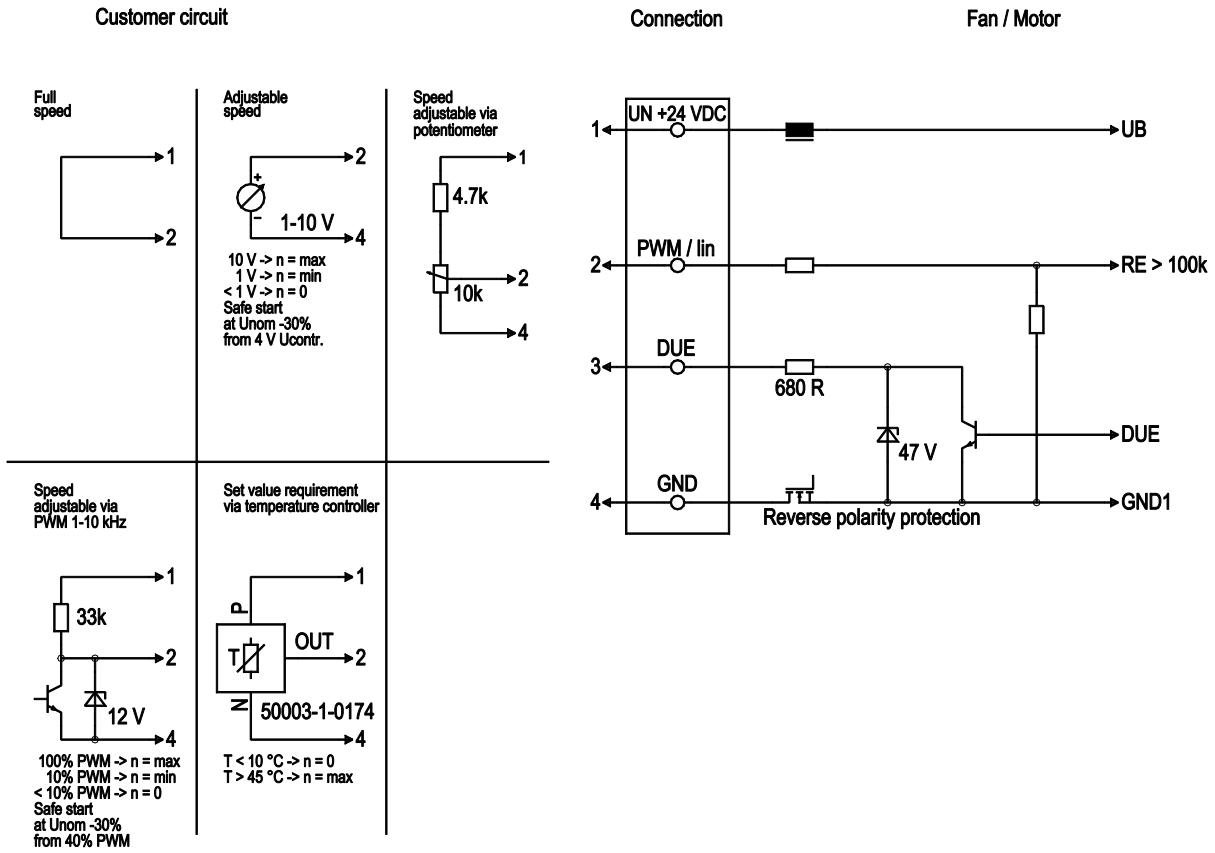 Customer circuit
Connection
Fan / Motor
Full
speed
1
2
Adjustable
speed
+
−
2
1-10 V
4
10 V -> n = max
1 V -> n = min
< 1 V -> n = 0
Safe start
at Unom -30%
from 4 V Ucontr.
Speed
adjustable via
potentiometer
1
4.7k
2
10k
4
Speed
adjustable via
PWM 1-10 kHz
1
33k
2
12 V
4
100% PWM -> n = max
10% PWM -> n = min
< 10% PWM -> n = 0
Safe start
at Unom -30%
from 40% PWM
Set value requirement
via temperature controller
1
P
T
OUT
2
N
50003-1-0174
4
T < 10 °C -> n = 0
T > 45 °C -> n = max
UN +24 VDC
1
UB
PWM / lin
2
RE > 100k
DUE
3
680 R
47 V
DUE
GND
4
GND1
Reverse polarity protection